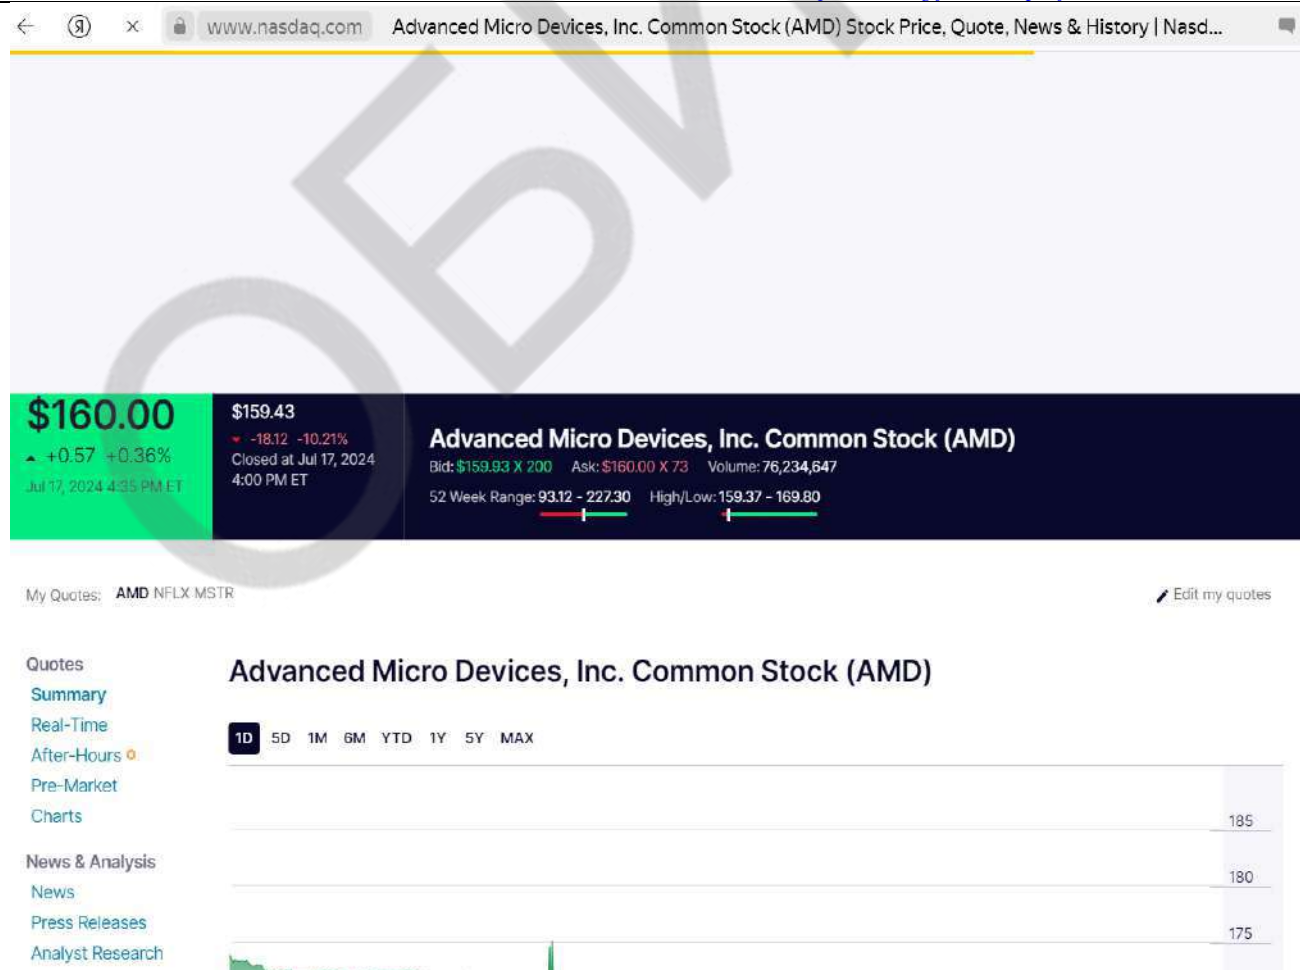 www.nasdaq.com Advanced Micro Devices, Inc. Common Stock (AMD) Stock Price, Quote, News & History | Nasd...
$160.00
+0.57 +0.36%
Jul 17, 2024 4:35 PM ET
$159.43
-18.12 -10.21%
Closed at Jul 17, 2024
4:00 PM ET
Advanced Micro Devices, Inc. Common Stock (AMD)
Bid: $159.93 X 200 Ask: $160.00 X 73 Volume: 76,234,647
52 Week Range: 93.12 - 227.30 High/Low: 159.37 - 169.80
My Quotes: AMD NFLX MSTR
Edit my quotes
Quotes
Summary
Real-Time
After-Hours
Pre-Market
Charts
News & Analysis
News
Press Releases
Analyst Research
Advanced Micro Devices, Inc. Common Stock (AMD)
1D 5D 1M 6M YTD 1Y 5Y MAX
185
180
175